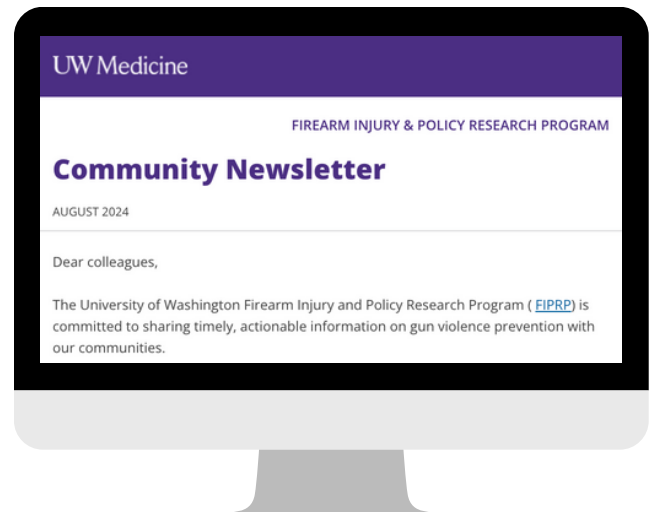 UW Medicine
FIREARM INJURY & POLICY RESEARCH PROGRAM
Community Newsletter
AUGUST 2024
Dear colleagues,
The University of Washington Firearm Injury and Policy Research Program ( FIPRP) is
committed to sharing timely, actionable information on gun violence prevention with
our communities.